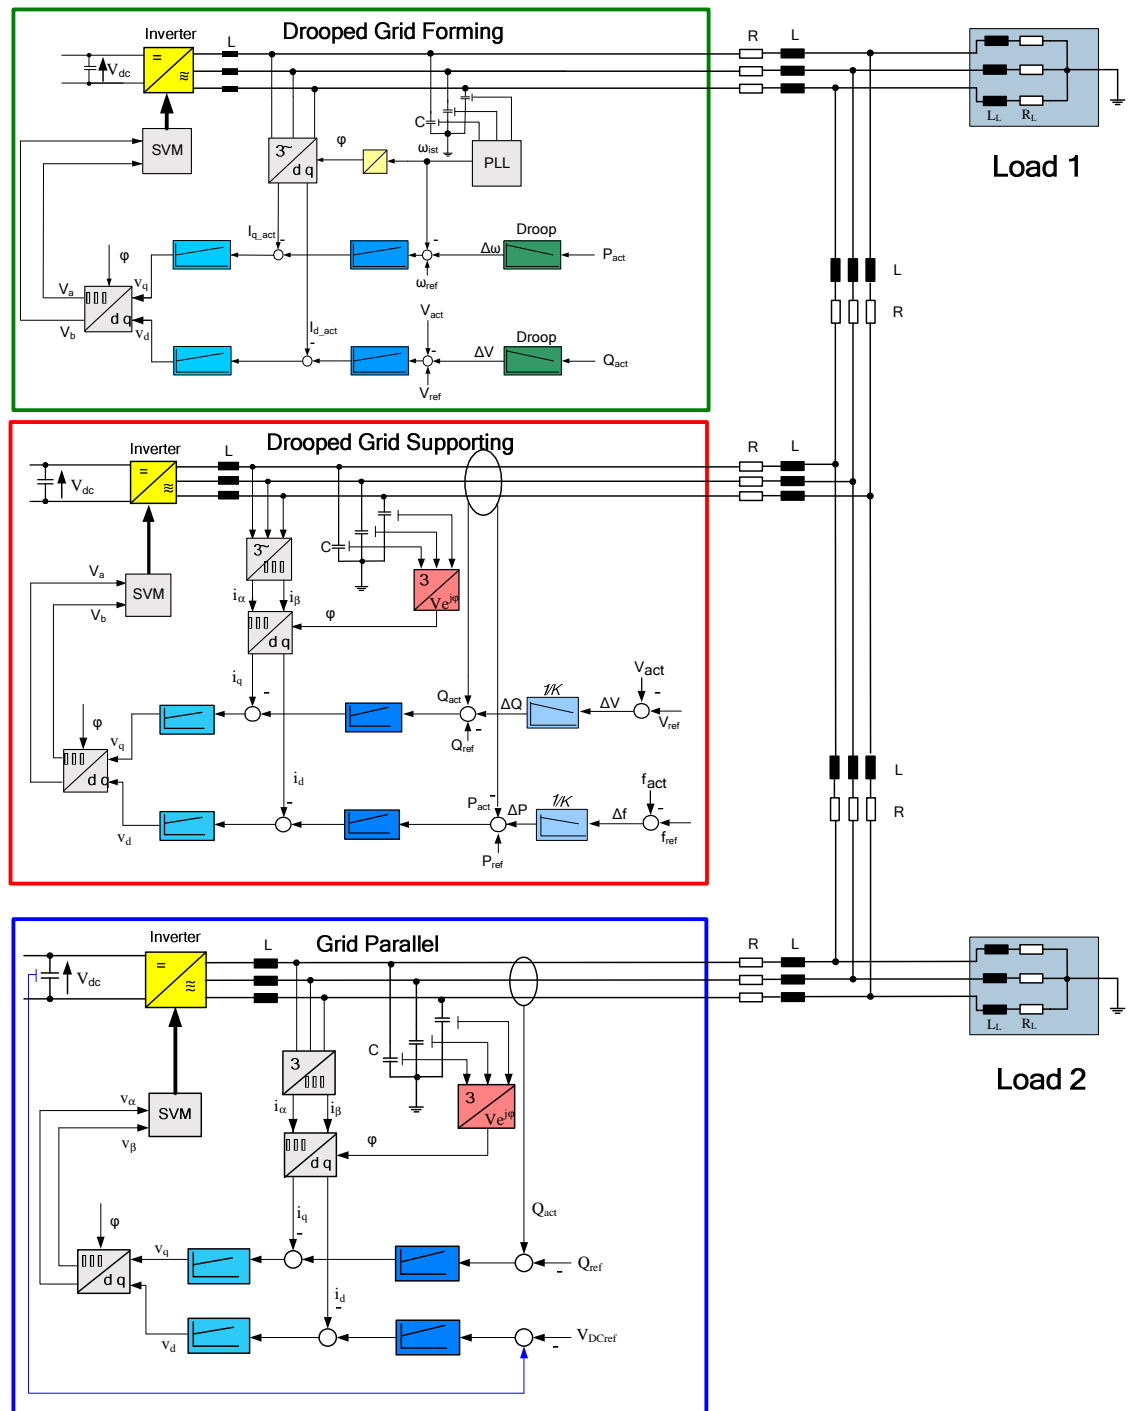 Drooped Grid Forming
Inverter
L
R
L
=
≋
Vdc
C
φ
ωist
3~
d q
PLL
SVM
LL
RL
Load 1
Iq_act
-
-
Δω
Droop
Pact
φ
vq
ωref
Va
Vb
d q
vd
Id_act
-
Vact
-
ΔV
Droop
Qact
Vref
L
R
Drooped Grid Supporting
Inverter
L
R
L
=
≋
Vdc
3~
C
Va
SVM
Vb
iα
iβ
3
Ve^jφ
φ
d q
iq
-
Qact
ΔQ
1/K
ΔV
Vact
-
Vref
-
Qref
φ
vq
d q
id
-
vd
Pact
-
ΔP
1/K
Δf
fact
-
fref
Pref
L
R
Grid Parallel
Inverter
L
R
L
=
≋
Vdc
3
C
vα
SVM
vβ
iα
iβ
3
Ve^jφ
φ
d q
LL
RL
Load 2
iq
-
Qact
Qref
-
φ
vq
d q
id
-
vd
VDCref
-